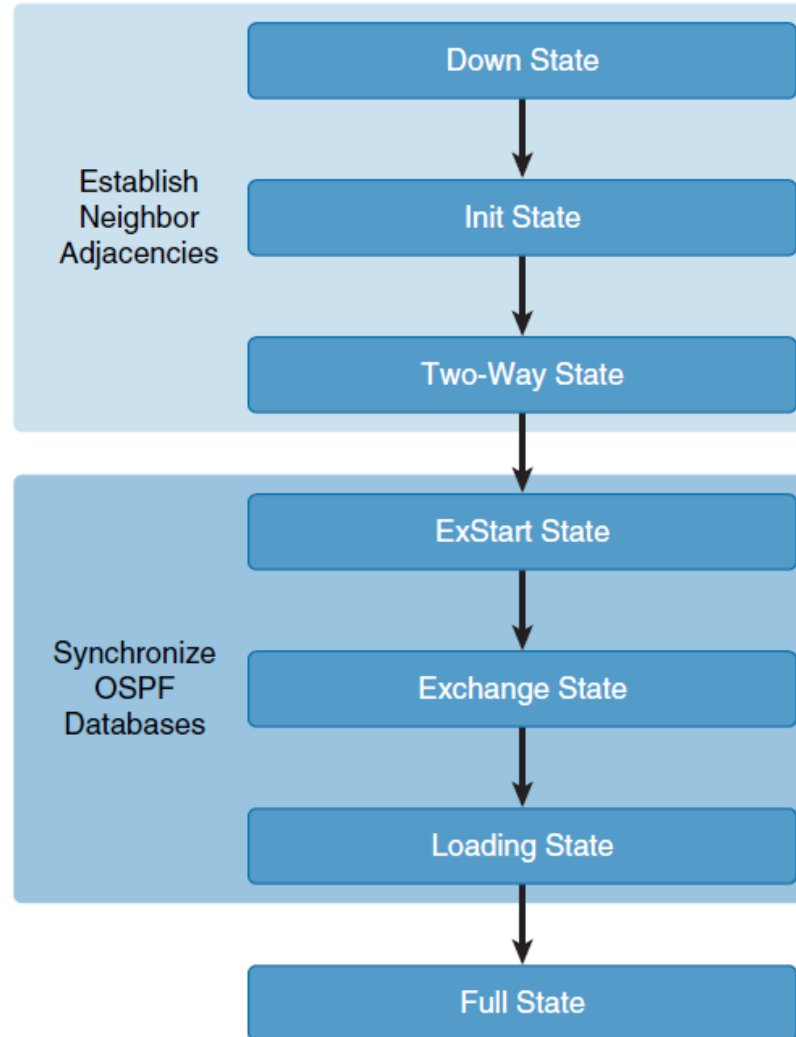 Down State
Establish
Neighbor
Adjacencies
Init State
Two-Way State
ExStart State
Synchronize
OSPF
Databases
Exchange State
Loading State
Full State